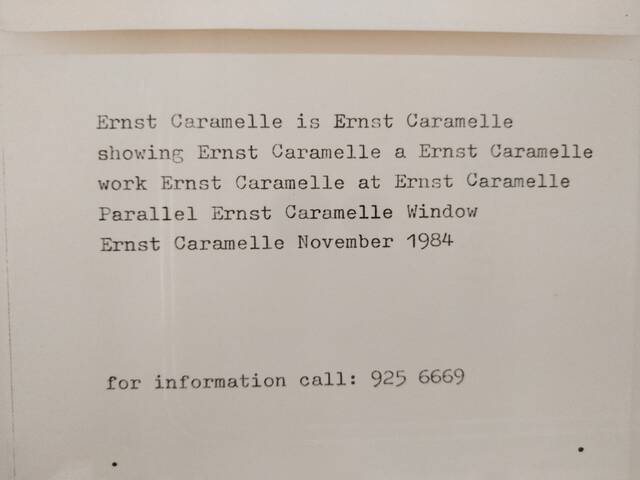 Ernst Caramelle is Ernst Caramelle
showing Ernst Caramelle a Ernst Caramelle
work Ernst Caramelle at Ernst Caramelle
Parallel Ernst Caramelle Window
Ernst Caramelle November 1984
for information call: 925 6669